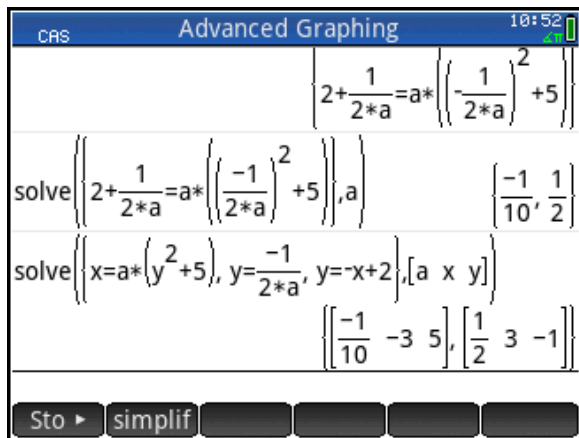 CAS Advanced Graphing 10:52 ∡π
{2+1/(2*a)=a*((-1/(2*a))^2+5)}
solve({2+1/(2*a)=a*((-1/(2*a))^2+5)},a) {-1/10, 1/2}
solve({x=a*(y^2+5), y=-1/(2*a), y=-x+2},[a x y])
{[-1/10 -3 5], [1/2 3 -1]}
Sto ► simplif